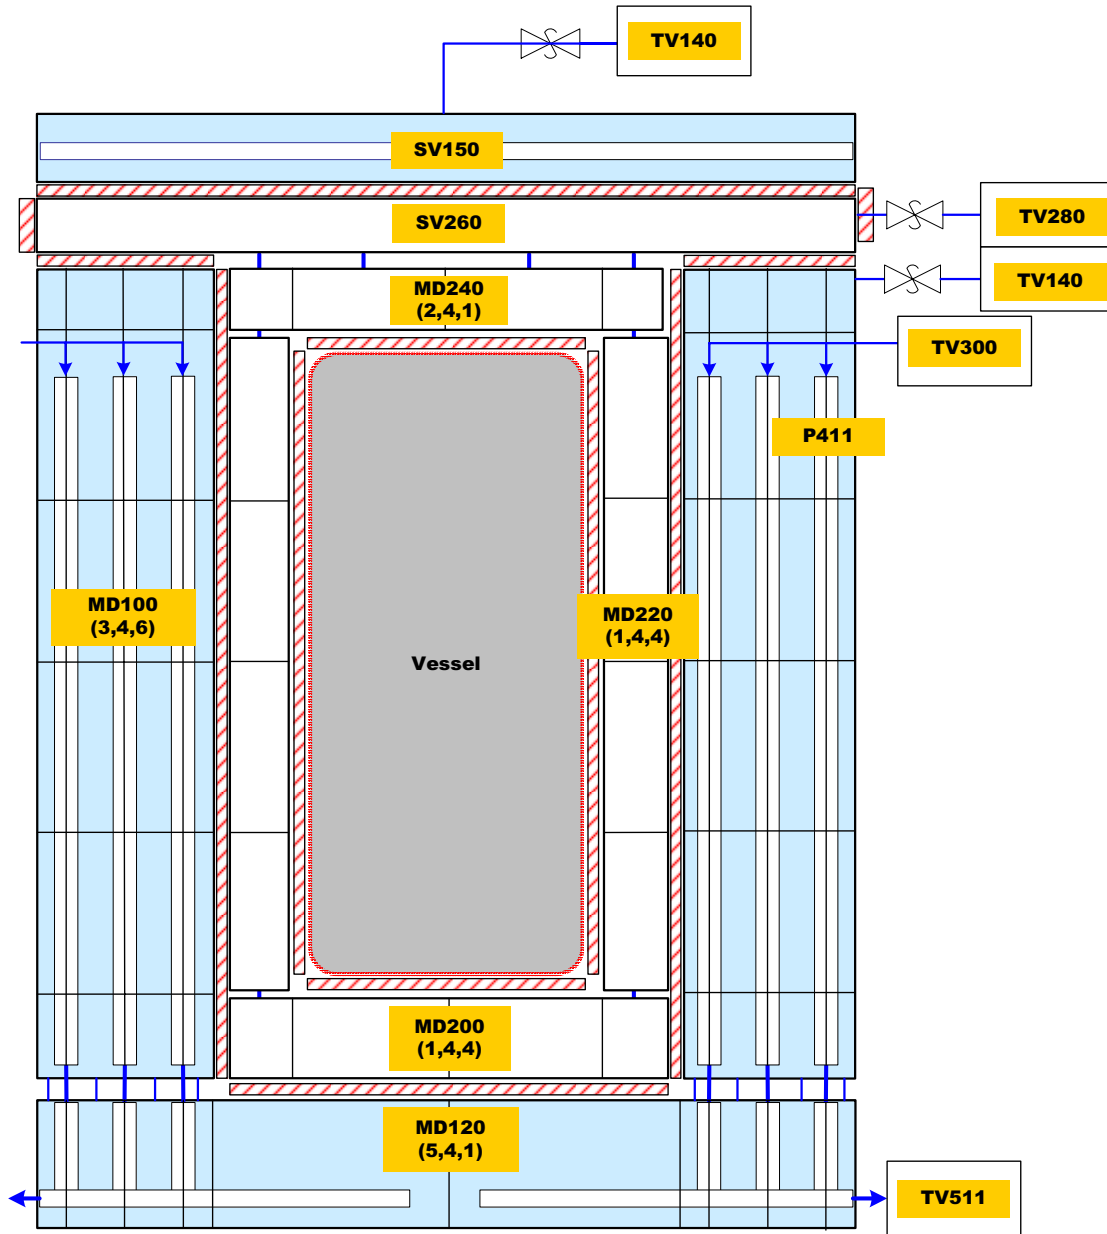 TV140
SV150
SV260
TV280
MD240
(2,4,1)
TV140
TV300
P411
MD100
(3,4,6)
MD220
(1,4,4)
Vessel
MD200
(1,4,4)
MD120
(5,4,1)
TV511